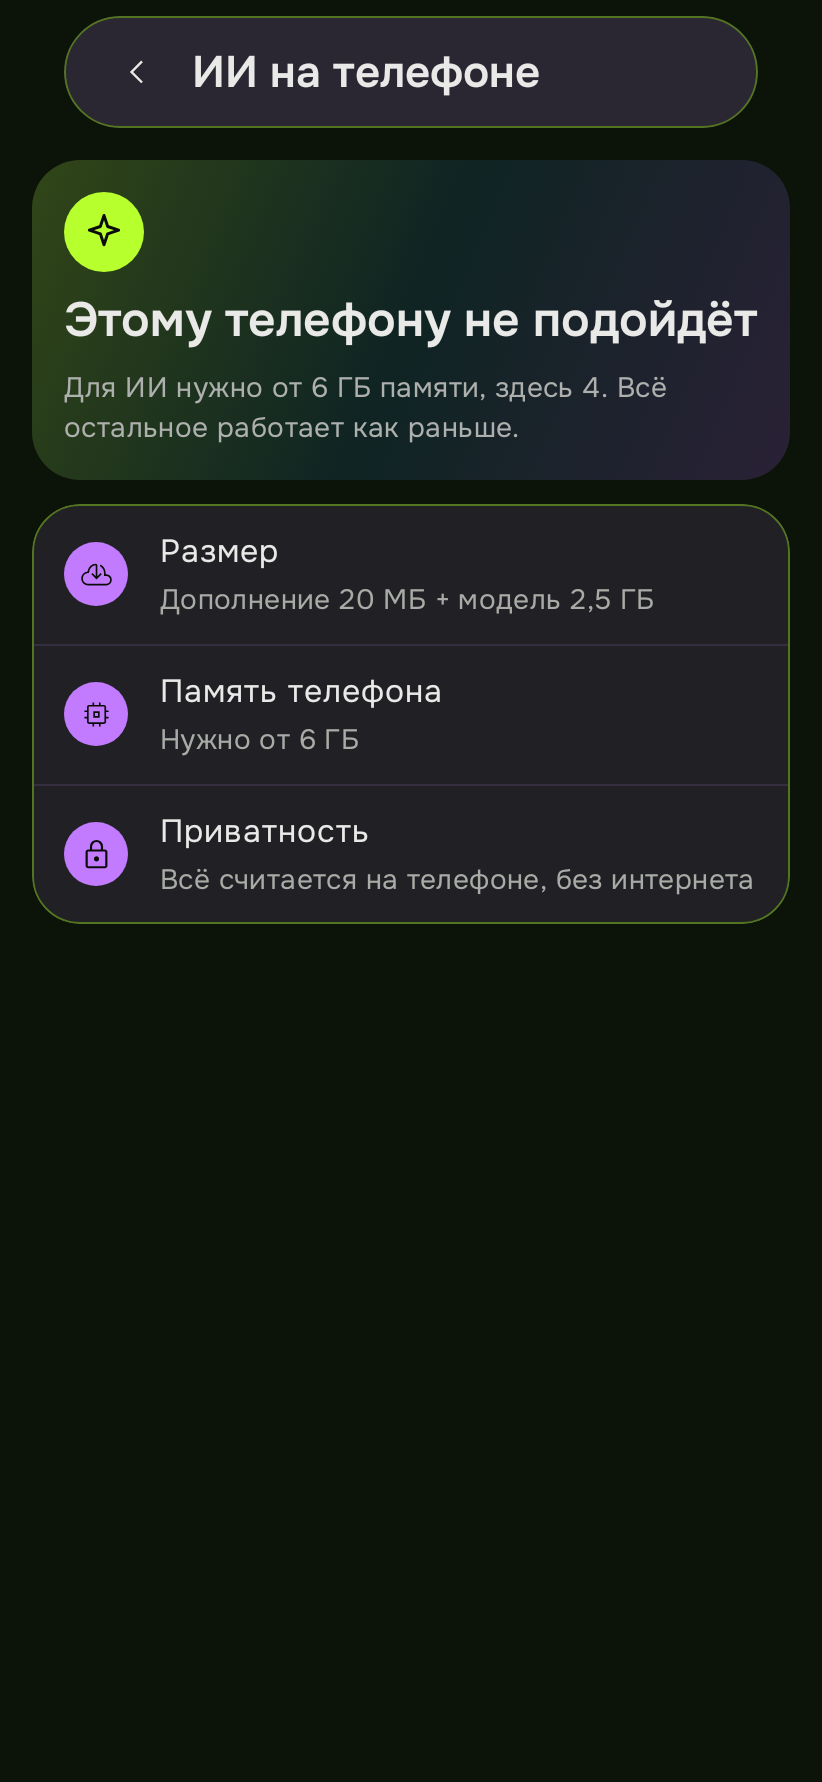 ИИ на телефоне
Этому телефону не подойдёт
Для ИИ нужно от 6 ГБ памяти, здесь 4. Всё
остальное работает как раньше.
Размер
Дополнение 20 МБ + модель 2,5 ГБ
Память телефона
Нужно от 6 ГБ
Приватность
Всё считается на телефоне, без интернета